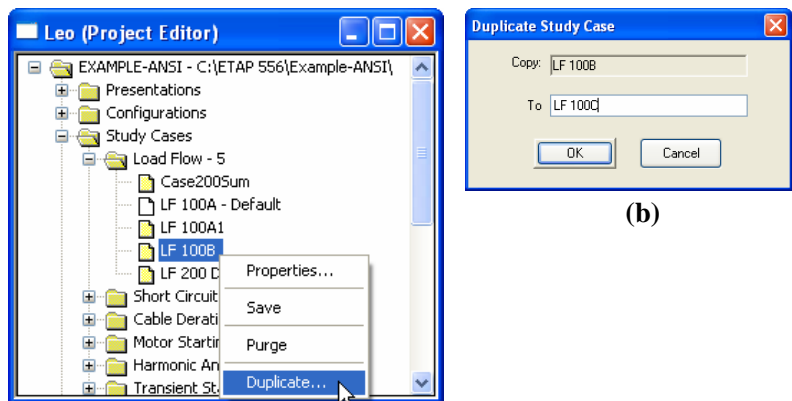 Leo (Project Editor)
EXAMPLE-ANSI - C:\ETAP 556\Example-ANSI\
Presentations
Configurations
Study Cases
Load Flow - 5
Case200Sum
LF 100A - Default
LF 100A1
LF 100B
LF 200 D
Short Circuit
Cable Derati
Motor Startin
Harmonic An
Transient St
Properties...
Save
Purge
Duplicate...
Duplicate Study Case
Copy: LF 100B
To LF 100C
OK Cancel
(b)